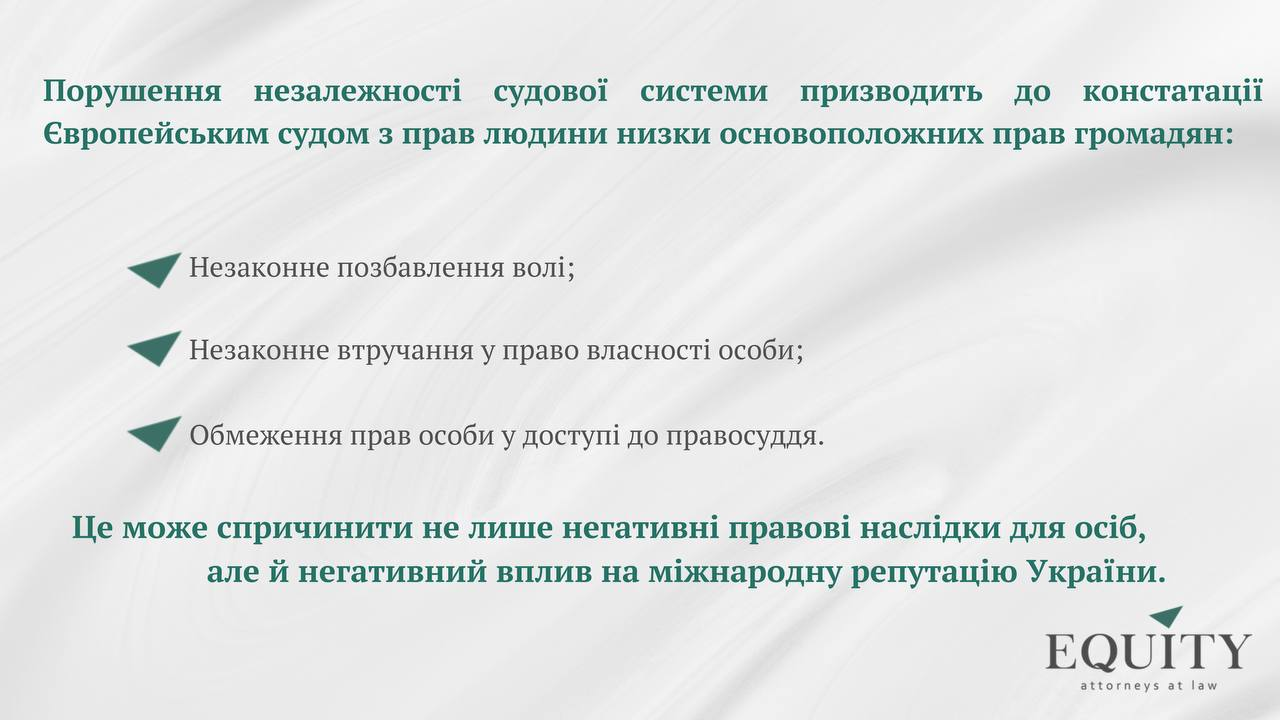 Порушення незалежності судової системи призводить до констатації
Європейським судом з прав людини низки основоположних прав громадян:
Незаконне позбавлення волі;
Незаконне втручання у право власності особи;
Обмеження прав особи у доступі до правосуддя.
Це може спричинити не лише негативні правові наслідки для осіб,
але й негативний вплив на міжнародну репутацію України.
EQUITY
attorneys at law